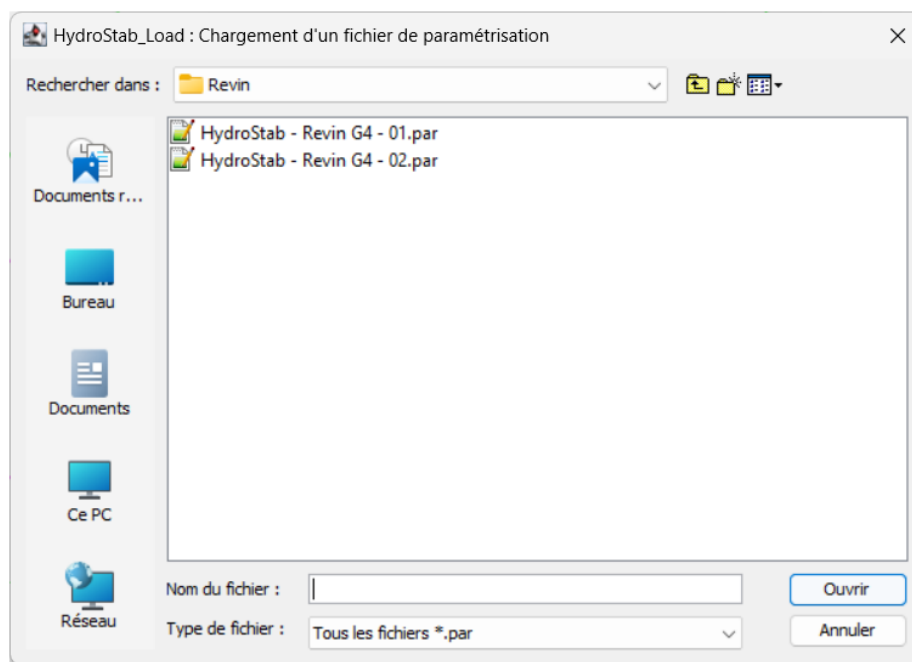 HydroStab_Load : Chargement d'un fichier de paramétrisation
Rechercher dans :
Revin
HydroStab - Revin G4 - 01.par
HydroStab - Revin G4 - 02.par
Documents r...
Bureau
Documents
Ce PC
Réseau
Nom du fichier :
Ouvrir
Type de fichier :
Tous les fichiers *.par
Annuler